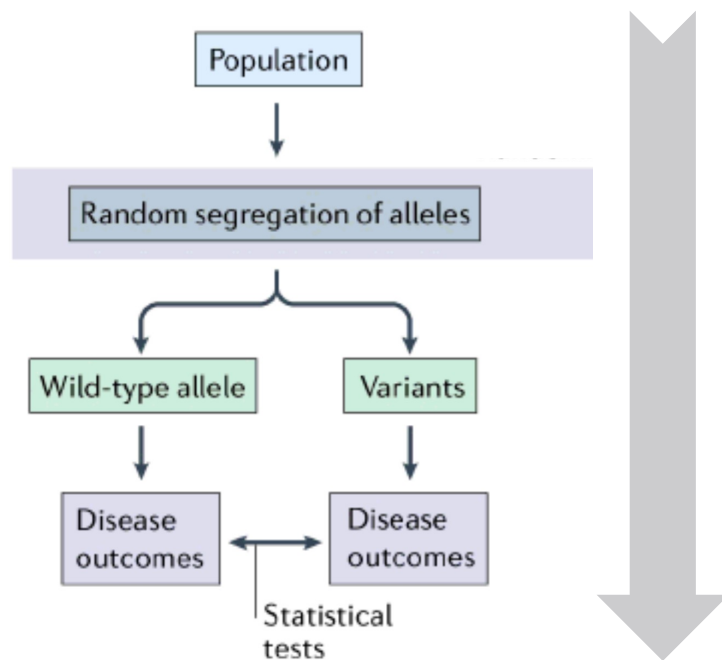 Population
Random segregation of alleles
Wild-type allele
Variants
Disease
outcomes
Disease
outcomes
Statistical
tests